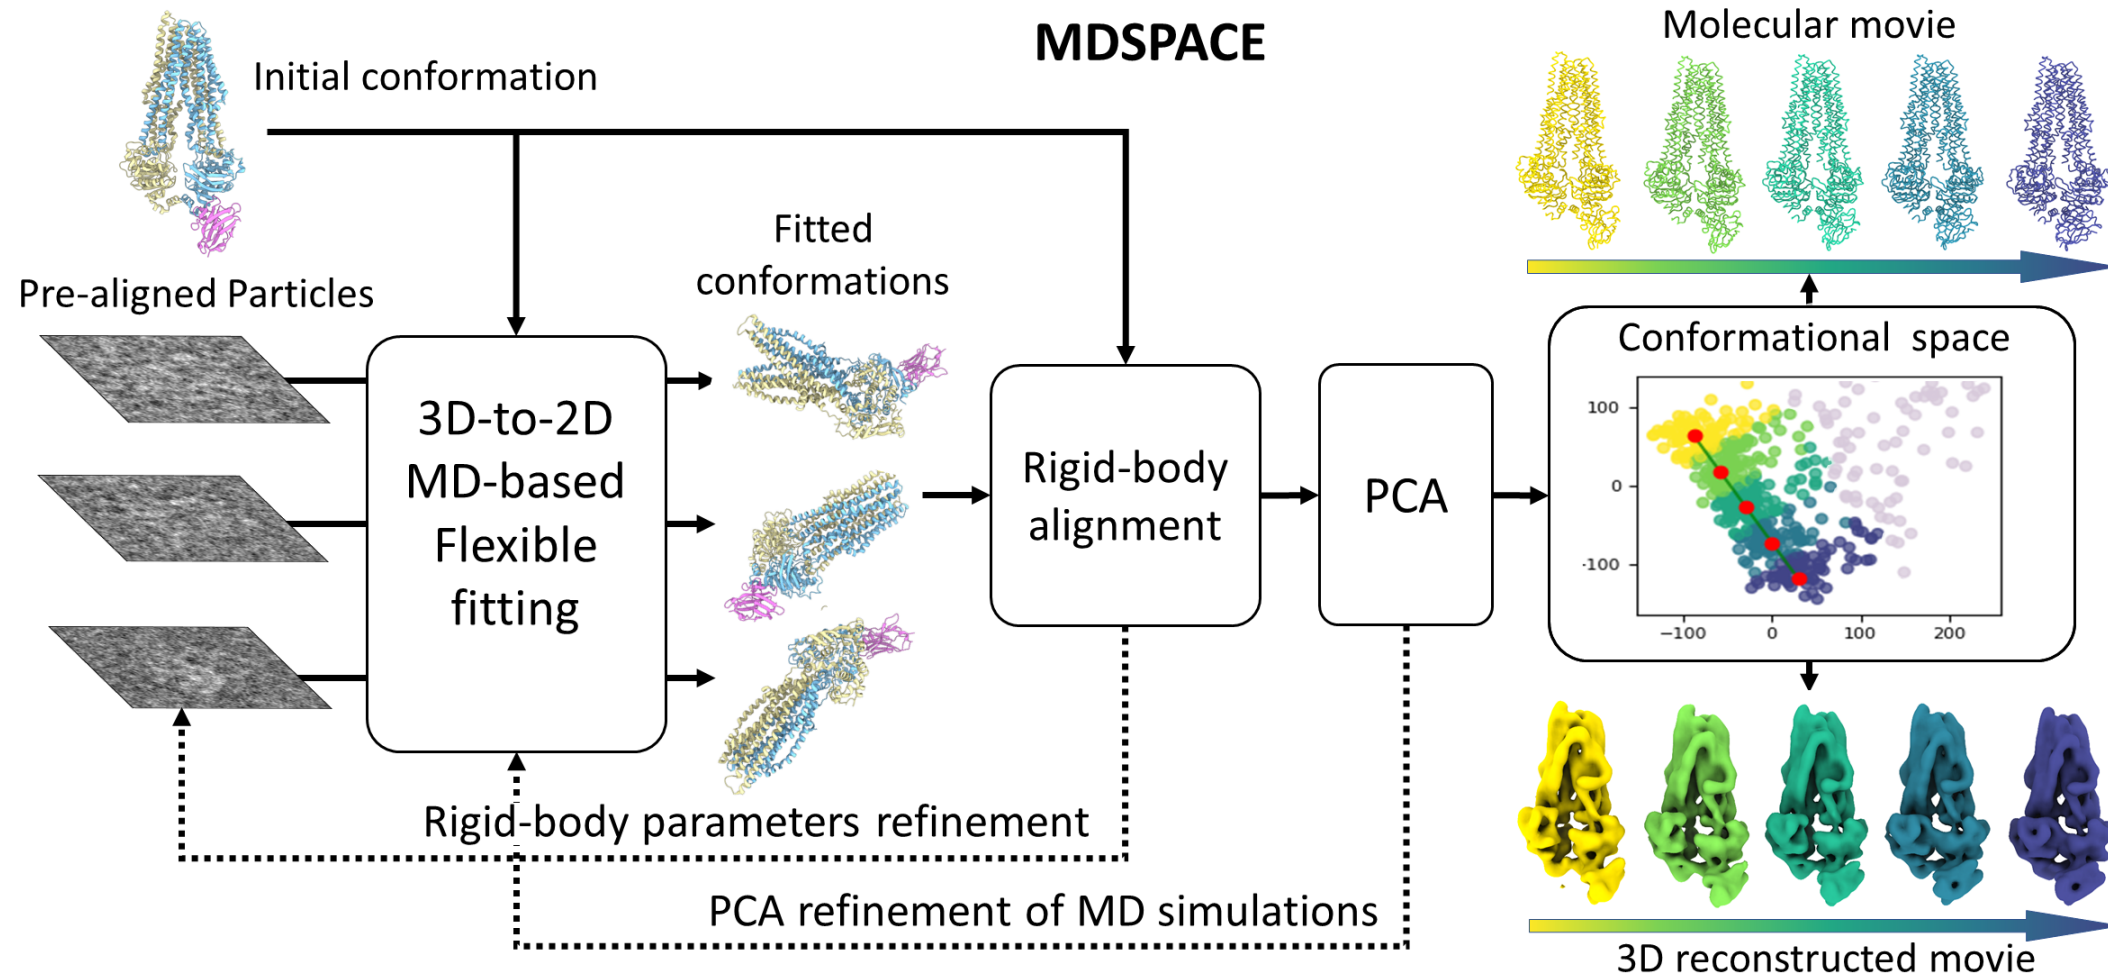 MDSPACE
Initial conformation
Pre-aligned Particles
3D-to-2D
MD-based
Flexible
fitting
Fitted
conformations
Rigid-body
alignment
PCA
Rigid-body parameters refinement
PCA refinement of MD simulations
Molecular movie
Conformational space
100
0
-100
−100
0
100
200
3D reconstructed movie